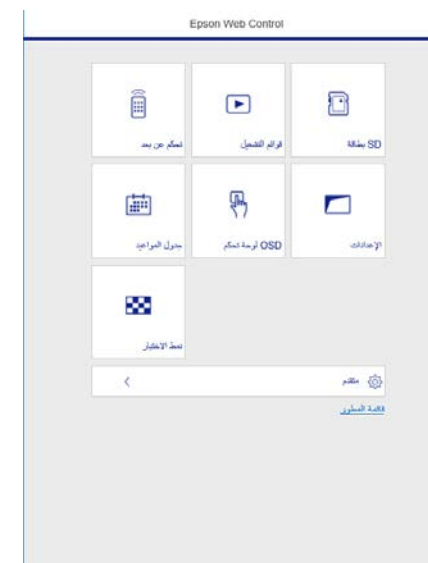 Epson Web Control
بطاقة SD
قوائم التشغيل
تحكم عن بعد
الإعدادات
لوحة تحكم OSD
جدول المواعيد
نمط الاختبار
متقدم
قائمة المطور